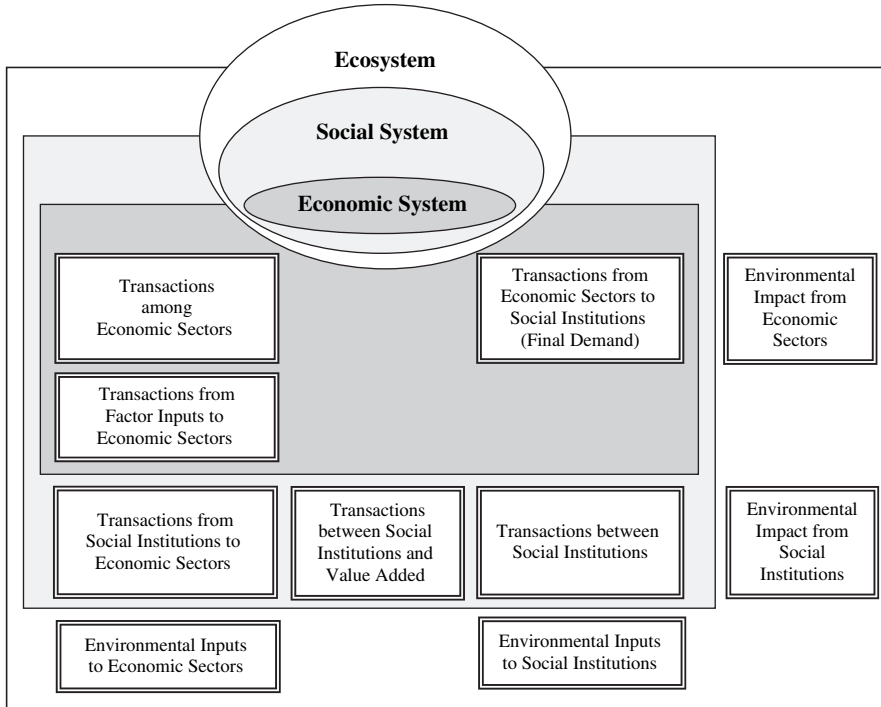 Ecosystem
Social System
Economic System
Transactions
among
Economic Sectors
Transactions from
Economic Sectors to
Social Institutions
(Final Demand)
Environmental
Impact from
Economic
Sectors
Transactions from
Factor Inputs to
Economic Sectors
Transactions from
Social Institutions to
Economic Sectors
Transactions
between Social
Institutions and
Value Added
Transactions between
Social Institutions
Environmental
Impact from
Social
Institutions
Environmental Inputs
to Economic Sectors
Environmental Inputs
to Social Institutions